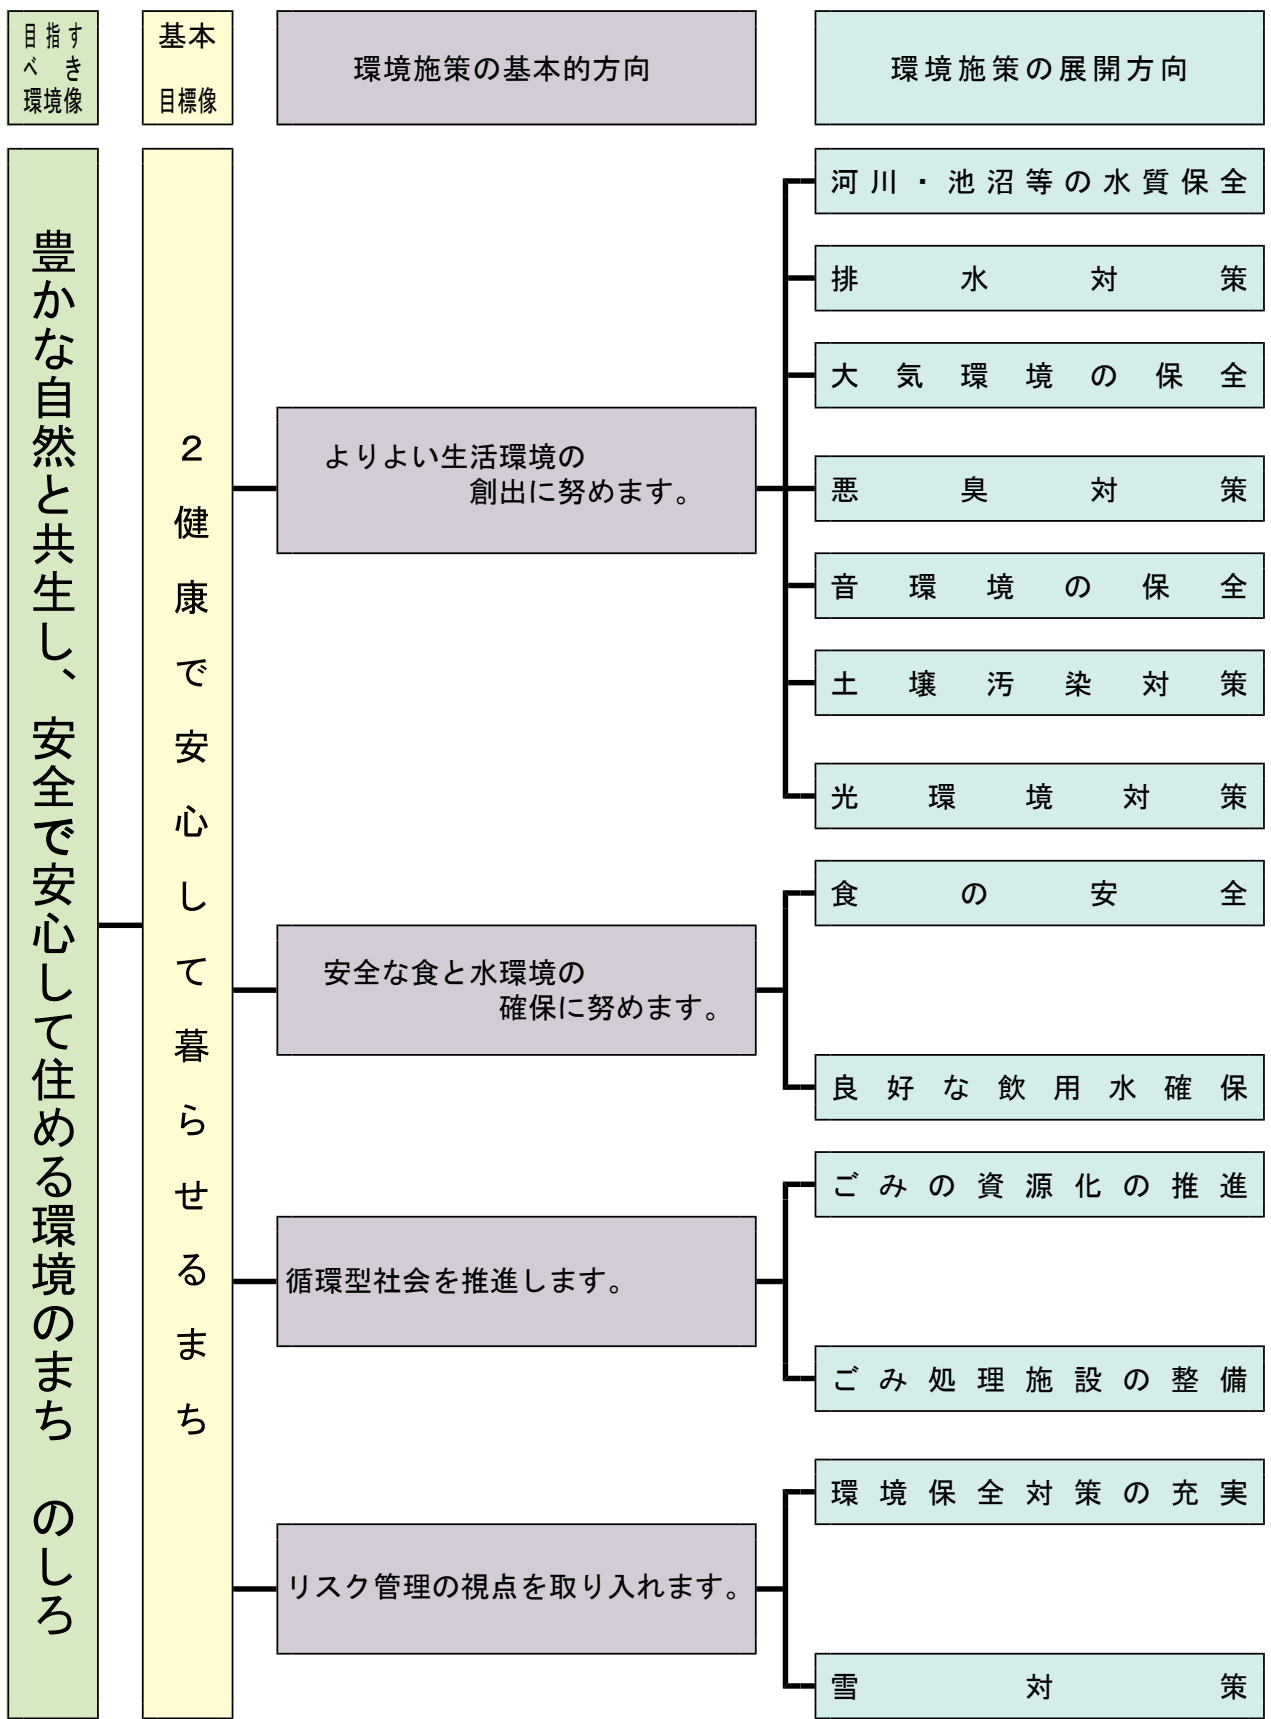 目指す
べき
環境像
基本
目標像
環境施策の基本的方向
環境施策の展開方向
豊かな自然と共生し、安全で安心して住める環境のまち　のしろ
２健康で安心して暮らせるまち
よりよい生活環境の
創出に努めます。
河川・池沼等の水質保全
排水対策
大気環境の保全
悪臭対策
音環境の保全
土壌汚染対策
光環境対策
安全な食と水環境の
確保に努めます。
食の安全
良好な飲用水確保
循環型社会を推進します。
ごみの資源化の推進
ごみ処理施設の整備
リスク管理の視点を取り入れます。
環境保全対策の充実
雪対策